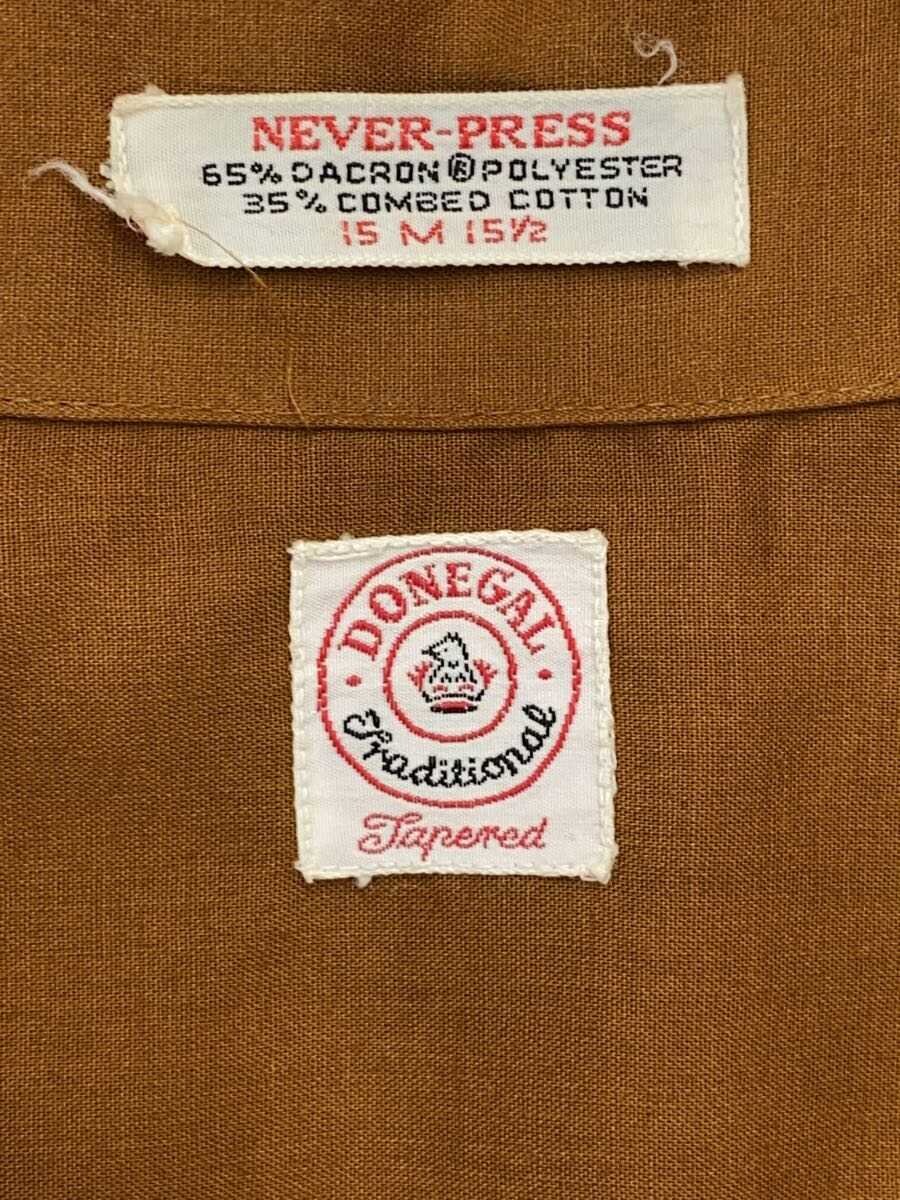 NEVER-PRESS
65% DACRON ® POLYESTER
35% COMBED COTTON
15 M 15½
DONEGAL
Traditional
Tapered